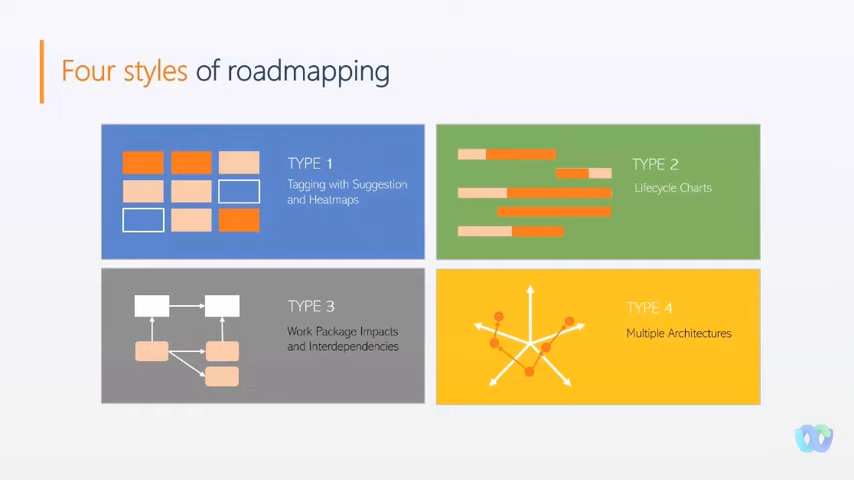 Four styles of roadmapping
TYPE 1
Tagging with Suggestion
and Heatmaps
TYPE 2
Lifecycle Charts
TYPE 3
Work Package Impacts
and Interdependencies
TYPE 4
Multiple Architectures